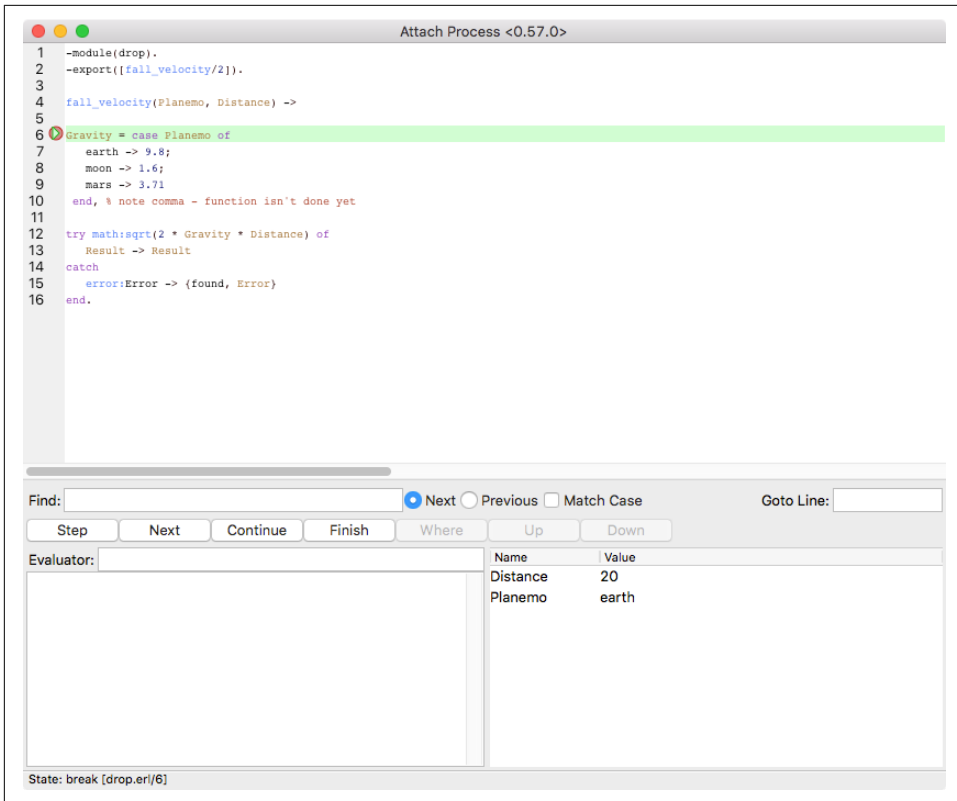 Attach Process <0.57.0>
1 -module(drop).
2 -export([fall_velocity/2]).
3
4 fall_velocity(Planemo, Distance) ->
5
6 Gravity = case Planemo of
7 earth -> 9.8;
8 moon -> 1.6;
9 mars -> 3.71
10 end, % note comma - function isn't done yet
11
12 try math:sqrt(2 * Gravity * Distance) of
13 Result -> Result
14 catch
15 error:Error -> {found, Error}
16 end.
Find: Next Previous Match Case Goto Line:
Step Next Continue Finish Where Up Down
Evaluator: Name Value
Distance 20
Planemo earth
State: break [drop.erl/6]